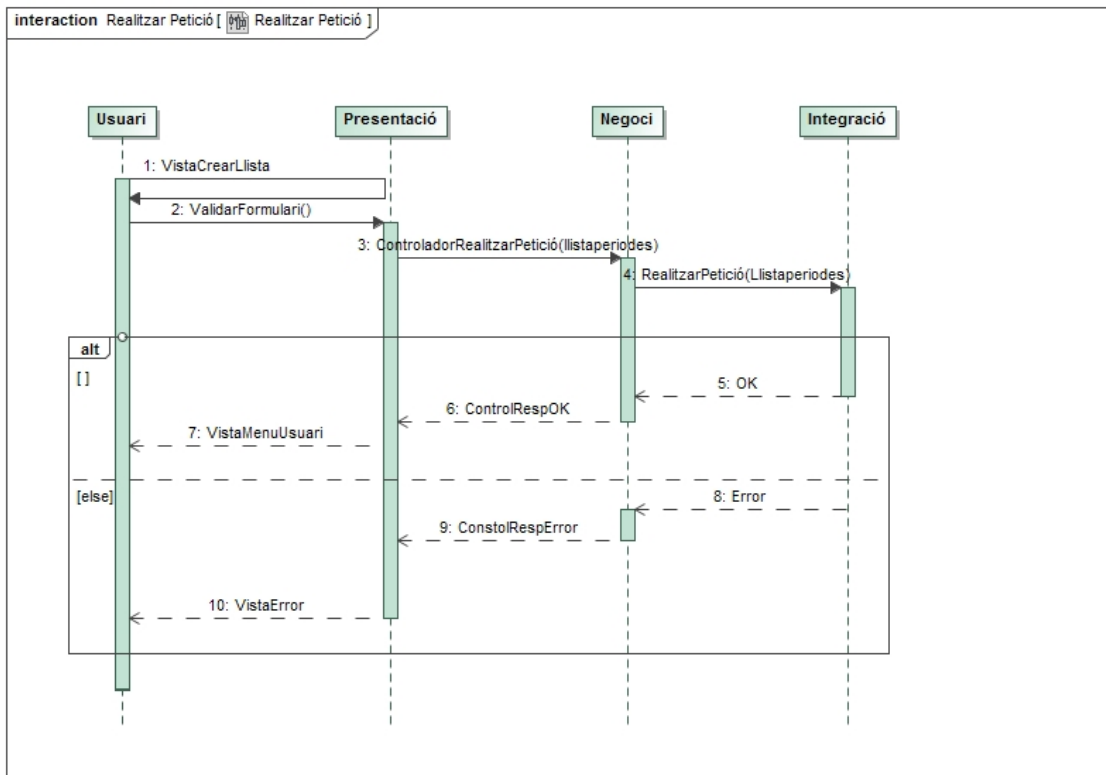 interaction Realitzar Petició [ Realitzar Petició ]
Usuari
Presentació
Negoci
Integració
1: VistaCrearLlista
2: ValidarFormulari()
3: ControladorRealitzarPetició(llistaperiodes)
4: RealitzarPetició(Llistaperiodes)
alt
[ ]
5: OK
6: ControlRespOK
7: VistaMenuUsuari
[else]
8: Error
9: ConstolRespError
10: VistaError